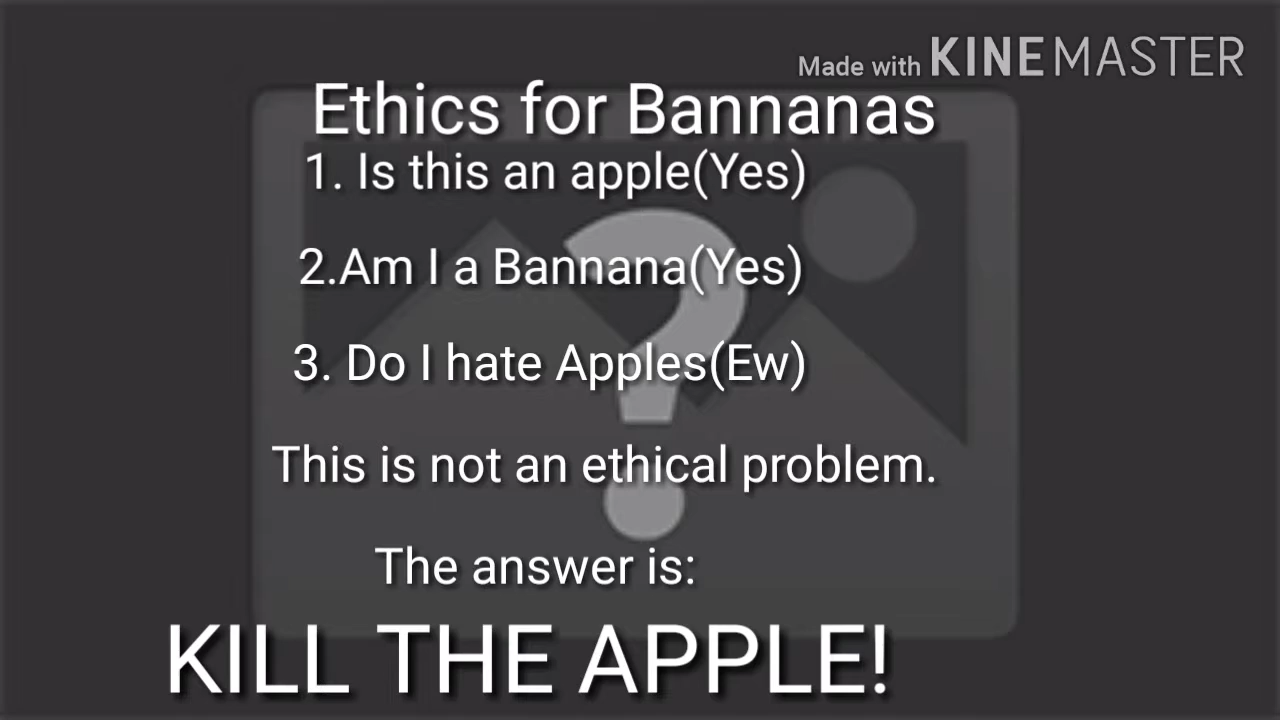 Made with KINEMASTER
Ethics for Bannanas
1. Is this an apple(Yes)
2.Am I a Bannana(Yes)
3. Do I hate Apples(Ew)
This is not an ethical problem.
The answer is:
KILL THE APPLE!